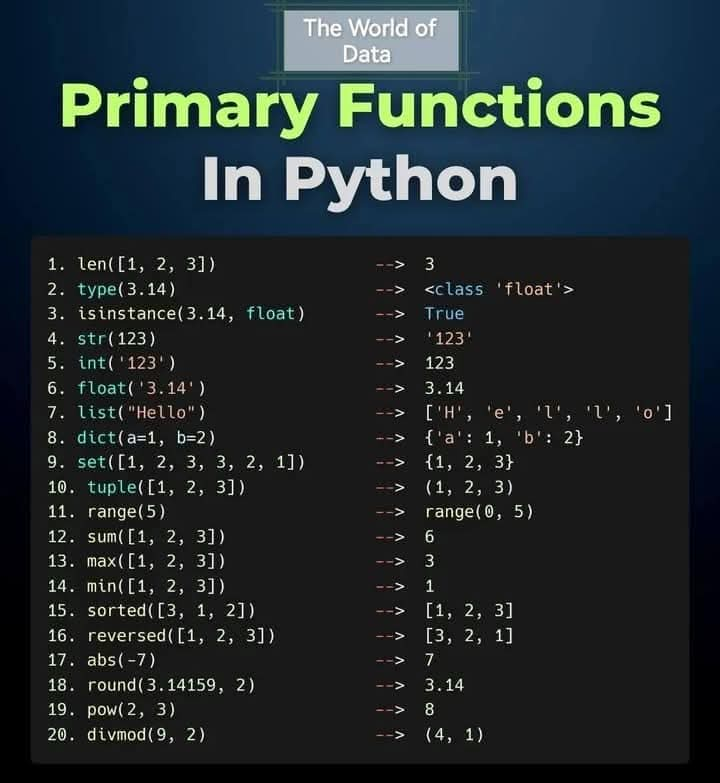 The World of
Data
Primary Functions
In Python
1. len([1, 2, 3]) --> 3
2. type(3.14) --> <class 'float'>
3. isinstance(3.14, float) --> True
4. str(123) --> '123'
5. int('123') --> 123
6. float('3.14') --> 3.14
7. list("Hello") --> ['H', 'e', 'l', 'l', 'o']
8. dict(a=1, b=2) --> {'a': 1, 'b': 2}
9. set([1, 2, 3, 3, 2, 1]) --> {1, 2, 3}
10. tuple([1, 2, 3]) --> (1, 2, 3)
11. range(5) --> range(0, 5)
12. sum([1, 2, 3]) --> 6
13. max([1, 2, 3]) --> 3
14. min([1, 2, 3]) --> 1
15. sorted([3, 1, 2]) --> [1, 2, 3]
16. reversed([1, 2, 3]) --> [3, 2, 1]
17. abs(-7) --> 7
18. round(3.14159, 2) --> 3.14
19. pow(2, 3) --> 8
20. divmod(9, 2) --> (4, 1)